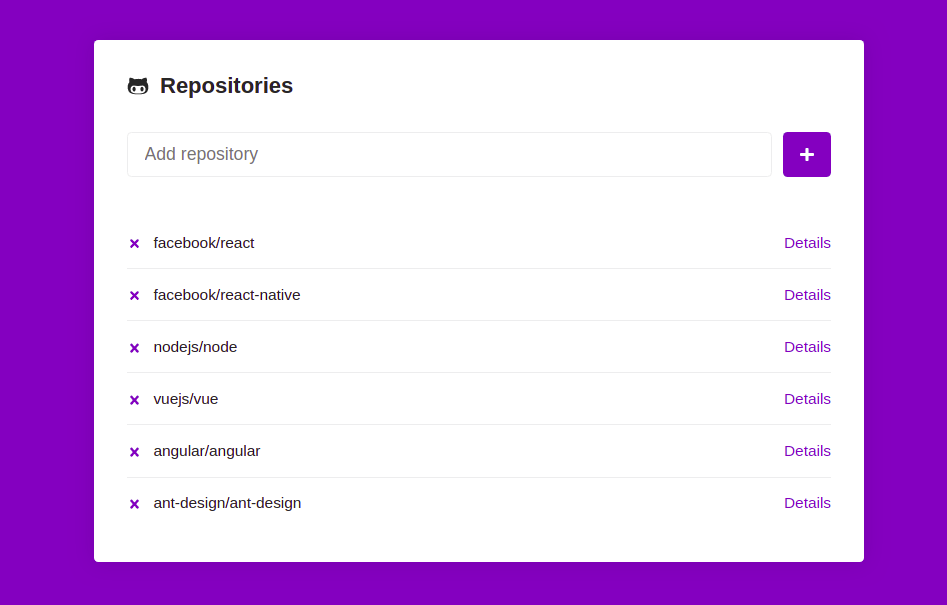 Repositories
Add repository
facebook/react Details
facebook/react-native Details
nodejs/node Details
vuejs/vue Details
angular/angular Details
ant-design/ant-design Details